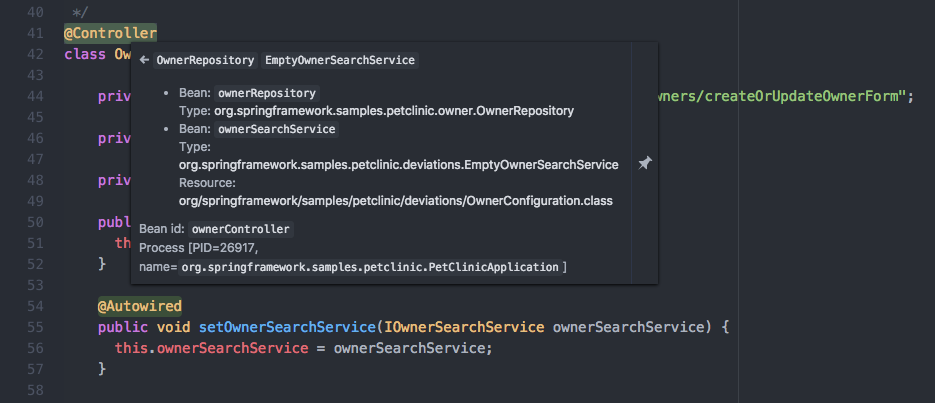 40 */
41 @Controller
42 class Ow
← OwnerRepository EmptyOwnerSearchService
43
• Bean: ownerRepository
44 priv wners/createOrUpdateOwnerForm";
Type: org.springframework.samples.petclinic.owner.OwnerRepository
45
• Bean: ownerSearchService
46 priv
Type:
47
org.springframework.samples.petclinic.deviations.EmptyOwnerSearchService
48 priv
Resource:
49
org/springframework/samples/petclinic/deviations/OwnerConfiguration.class
50 publ
Bean id: ownerController
51 th
Process [PID=26917,
52 }
name= org.springframework.samples.petclinic.PetClinicApplication ]
53
54 @Autowired
55 public void setOwnerSearchService(IOwnerSearchService ownerSearchService) {
56 this.ownerSearchService = ownerSearchService;
57 }
58